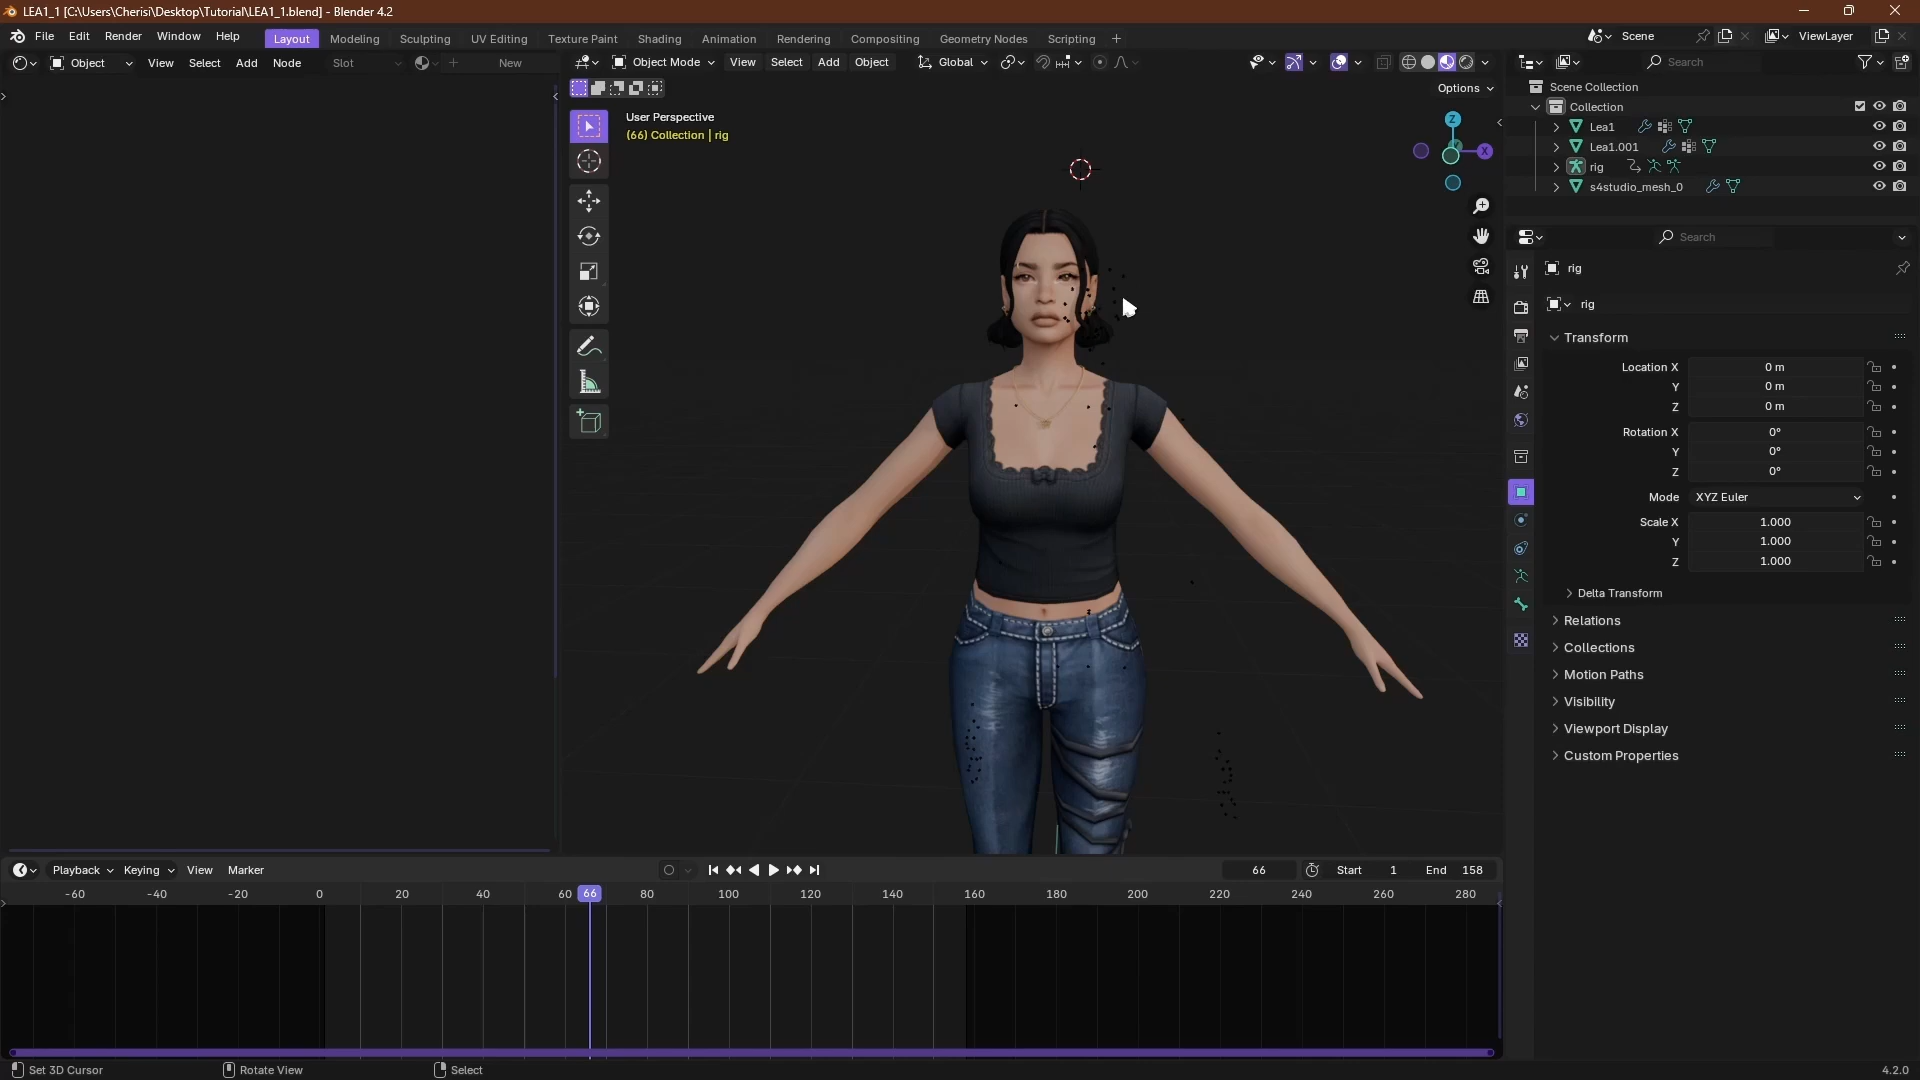 LEA1_1 [C:\Users\Cherisi\Desktop\Tutorial\LEA1_1.blend] - Blender 4.2
File Edit Render Window Help Layout Modeling Sculpting UV Editing Texture Paint Shading Animation Rendering Compositing Geometry Nodes Scripting + Scene ViewLayer
Object View Select Add Node Slot New Object Mode View Select Add Object Global Search
Options
User Perspective
(66) Collection | rig
Z
X
Scene Collection
Collection
Lea1
Lea1.001
rig
s4studio_mesh_0
Search
rig
rig
Transform
Location X 0 m
Y 0 m
Z 0 m
Rotation X 0°
Y 0°
Z 0°
Mode XYZ Euler
Scale X 1.000
Y 1.000
Z 1.000
Delta Transform
Relations
Collections
Motion Paths
Visibility
Viewport Display
Custom Properties
Playback Keying View Marker 66 Start 1 End 158
-60 -40 -20 0 20 40 60 66 80 100 120 140 160 180 200 220 240 260 280
Set 3D Cursor Rotate View Select 4.2.0